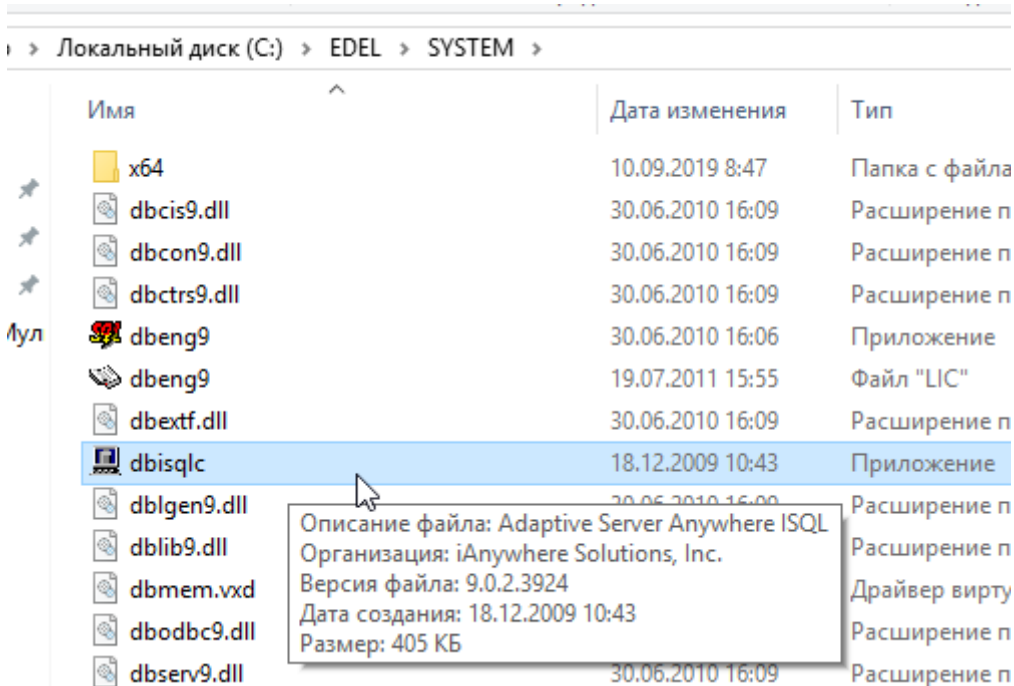 Локальный диск (C:) > EDEL > SYSTEM >
Имя Дата изменения Тип
x64 10.09.2019 8:47 Папка с файла
dbcis9.dll 30.06.2010 16:09 Расширение п
dbcon9.dll 30.06.2010 16:09 Расширение п
dbctrs9.dll 30.06.2010 16:09 Расширение п
Мул dbeng9 30.06.2010 16:06 Приложение
dbeng9 19.07.2011 15:55 Файл "LIC"
dbextf.dll 30.06.2010 16:09 Расширение п
dbisqlc 18.12.2009 10:43 Приложение
dblgen9.dll 30.06.2010 16:09 Расширение п
Описание файла: Adaptive Server Anywhere ISQL
dblib9.dll Расширение п
Организация: iAnywhere Solutions, Inc.
Версия файла: 9.0.2.3924
dbmem.vxd Драйвер вирту
Дата создания: 18.12.2009 10:43
dbodbc9.dll Расширение п
Размер: 405 КБ
dbserv9.dll 30.06.2010 16:09 Расширение п